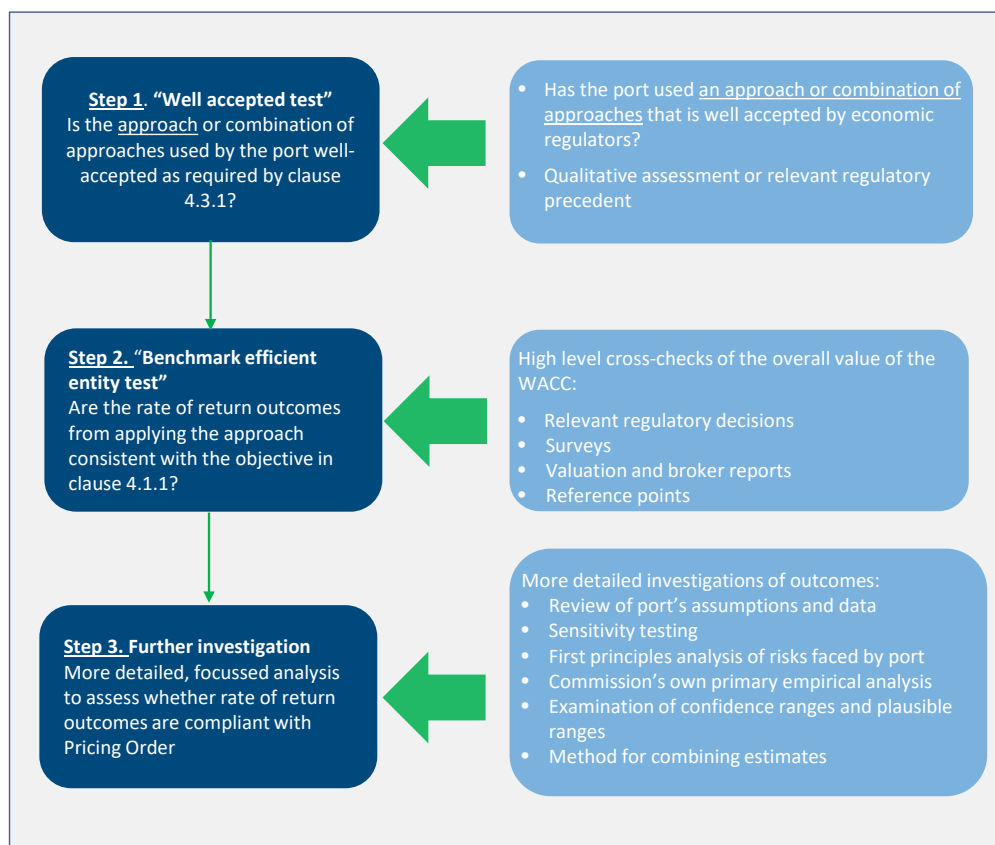 Step 1. “Well accepted test”
Is the approach or combination of
approaches used by the port well-
accepted as required by clause
4.3.1?
• Has the port used an approach or combination of
approaches that is well accepted by economic
regulators?
• Qualitative assessment or relevant regulatory
precedent
Step 2. “Benchmark efficient
entity test”
Are the rate of return outcomes
from applying the approach
consistent with the objective in
clause 4.1.1?
High level cross-checks of the overall value of the
WACC:
• Relevant regulatory decisions
• Surveys
• Valuation and broker reports
• Reference points
Step 3. Further investigation
More detailed, focussed analysis
to assess whether rate of return
outcomes are compliant with
Pricing Order
More detailed investigations of outcomes:
• Review of port’s assumptions and data
• Sensitivity testing
• First principles analysis of risks faced by port
• Commission’s own primary empirical analysis
• Examination of confidence ranges and plausible
ranges
• Method for combining estimates